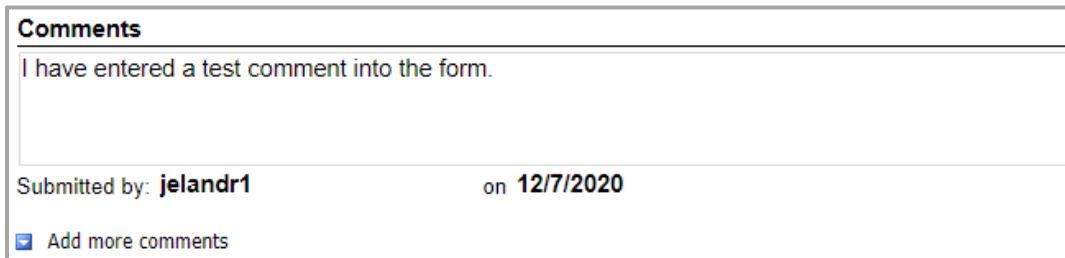 Comments
I have entered a test comment into the form.
Submitted by: jelandr1 on 12/7/2020
Add more comments